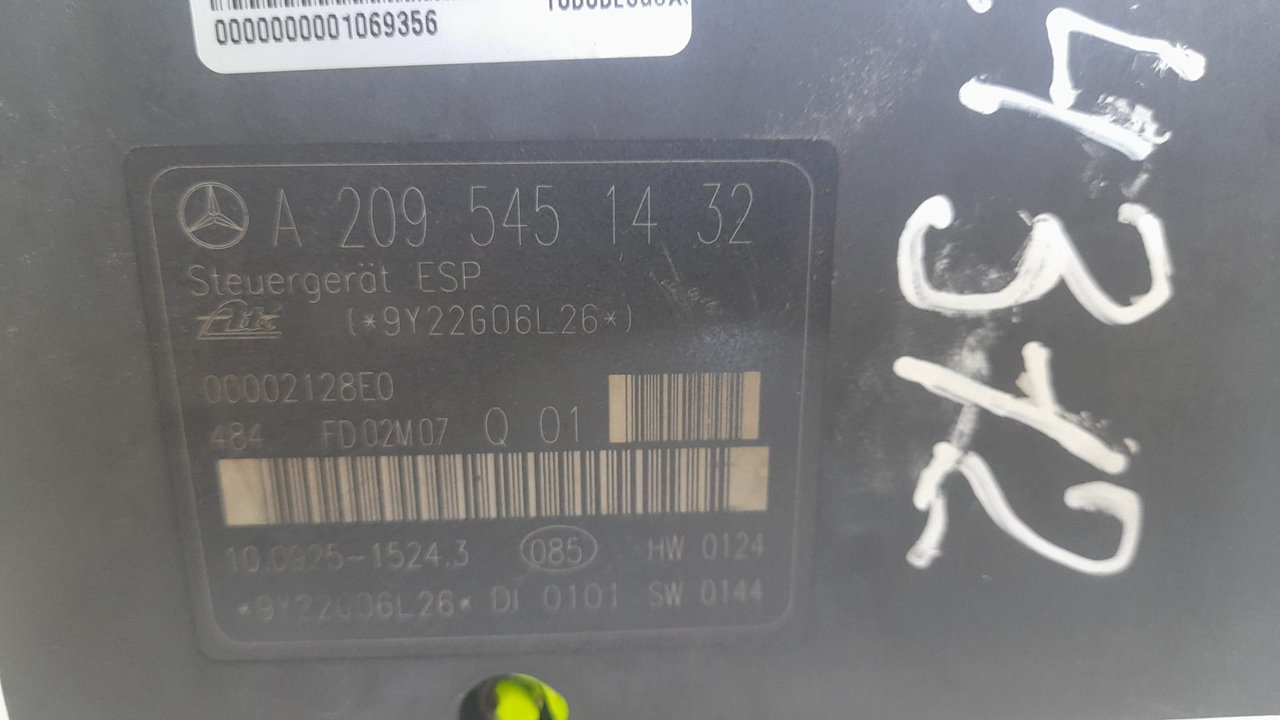 0000000001069356
A 209 545 14 32
Steuergerät ESP
Ate (*9Y22G06L26*)
00002128E0
484 FD02M07 Q 01
10.0925-1524.3 085 HW 0124
*9Y22G06L26* DI 0101 SW 0144